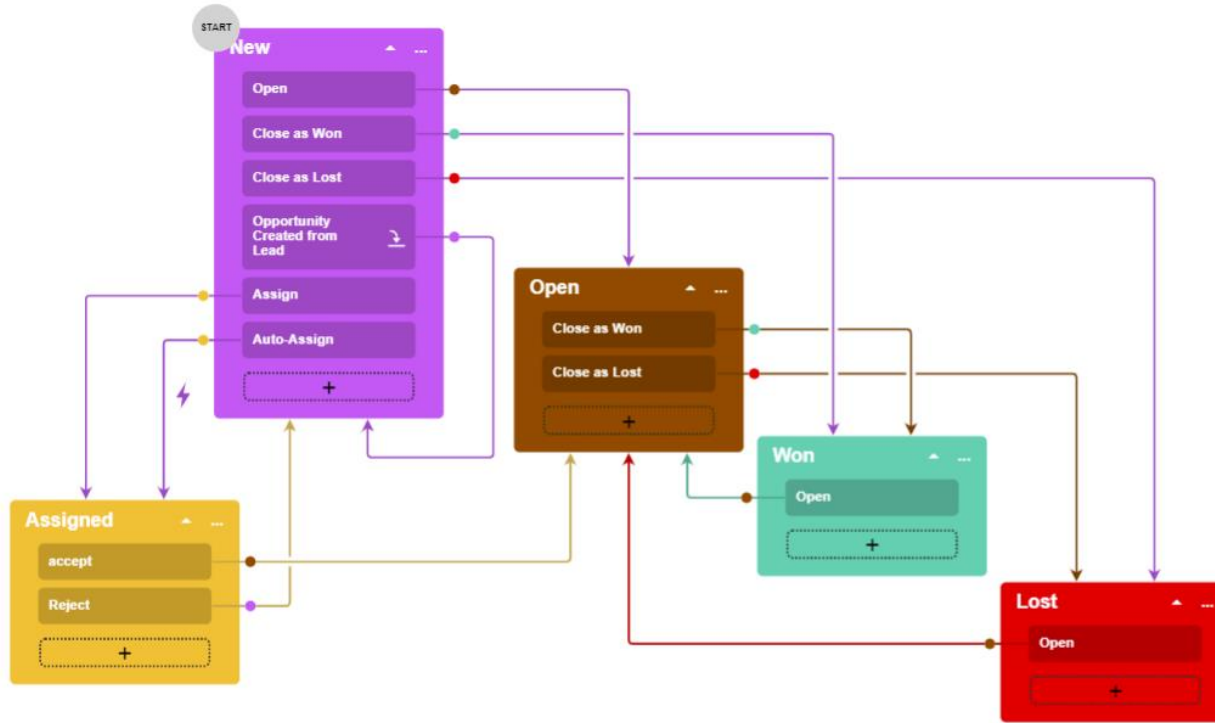 START
New
...
Open
Close as Won
Close as Lost
Opportunity
Created from
Lead
Assign
Auto-Assign
+
Open
...
Close as Won
Close as Lost
+
Won
...
Open
+
Assigned
...
accept
Reject
+
Lost
...
Open
+